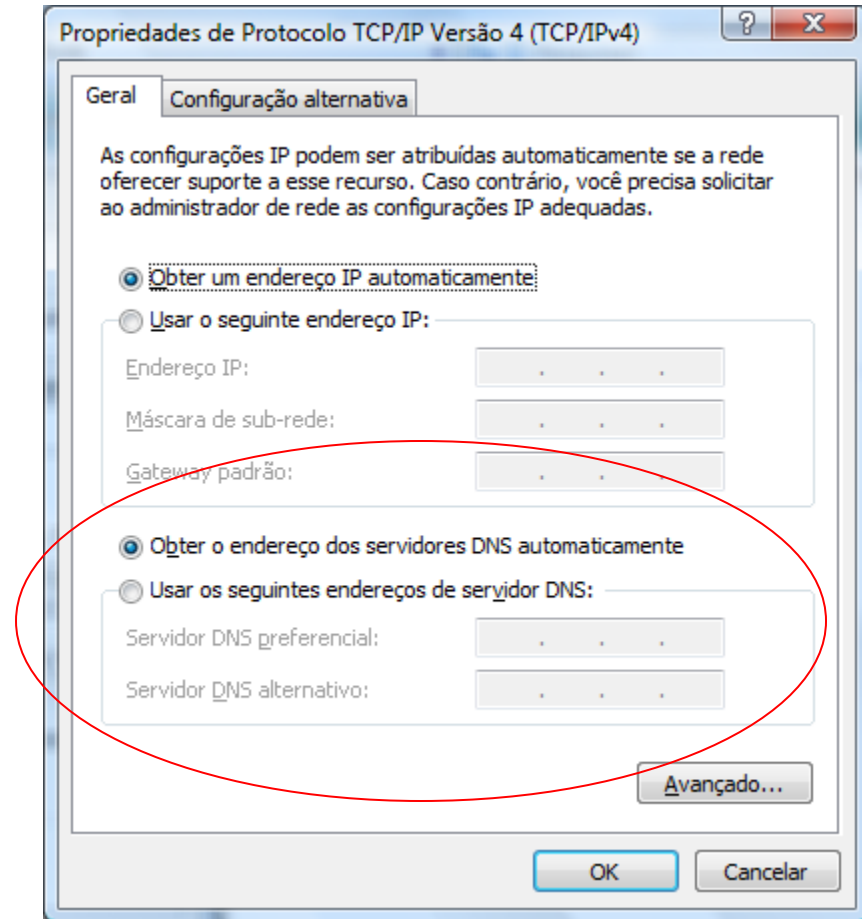 Propriedades de Protocolo TCP/IP Versão 4 (TCP/IPv4)
?
X
Geral
Configuração alternativa
As configurações IP podem ser atribuídas automaticamente se a rede
oferecer suporte a esse recurso. Caso contrário, você precisa solicitar
ao administrador de rede as configurações IP adequadas.
Obter um endereço IP automaticamente
Usar o seguinte endereço IP:
Endereço IP:
Máscara de sub-rede:
Gateway padrão:
Obter o endereço dos servidores DNS automaticamente
Usar os seguintes endereços de servidor DNS:
Servidor DNS preferencial:
Servidor DNS alternativo:
Avançado...
OK
Cancelar